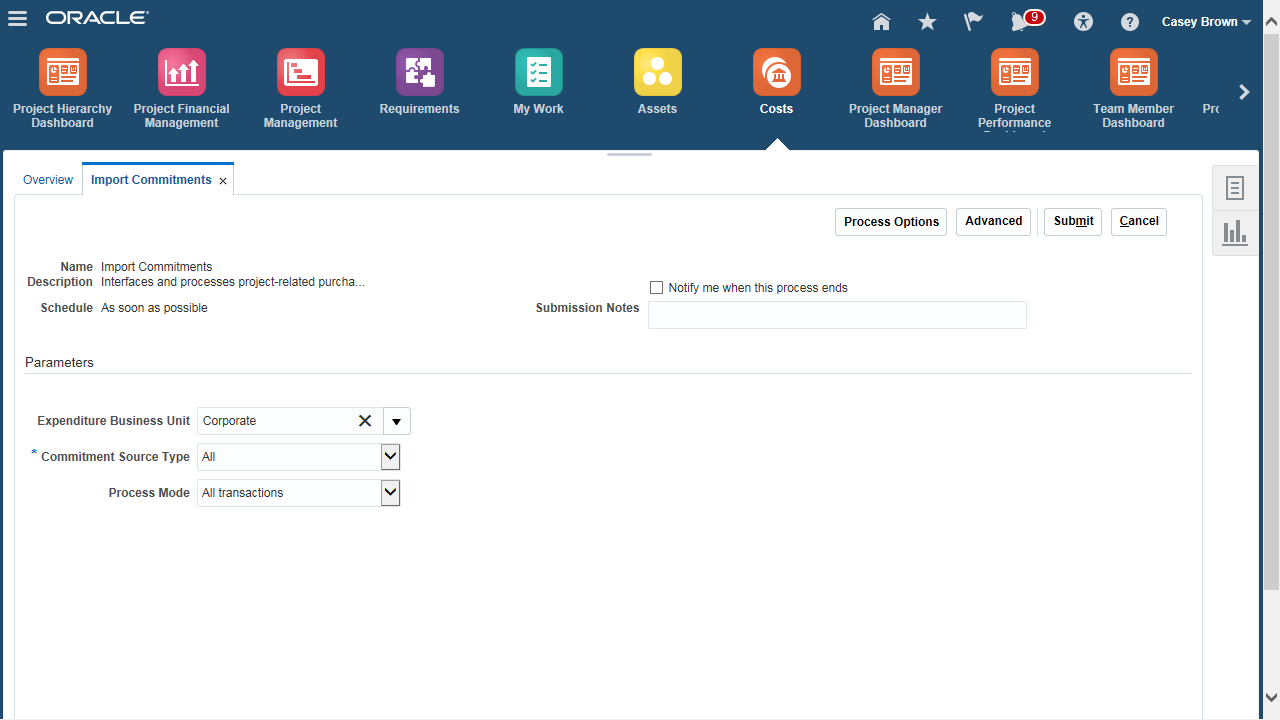 ORACLE
9
Casey Brown
Project Hierarchy
Dashboard
Project Financial
Management
Project
Management
Requirements
My Work
Assets
Costs
Project Manager
Dashboard
Project
Performance
Team Member
Dashboard
Overview
Import Commitments
Process Options
Advanced
Submit
Cancel
Name Import Commitments
Description Interfaces and processes project-related purcha...
Notify me when this process ends
Schedule As soon as possible
Submission Notes
Parameters
Expenditure Business Unit Corporate
* Commitment Source Type All
Process Mode All transactions